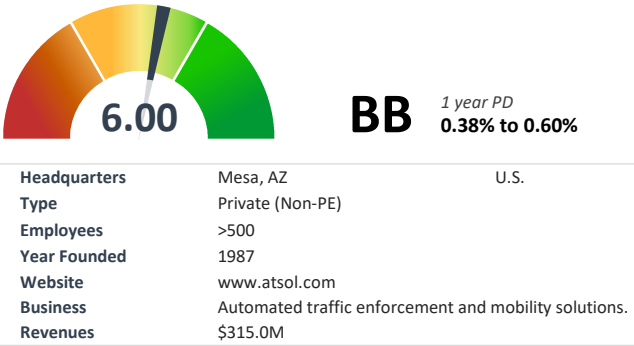 6.00
BB
1 year PD
0.38% to 0.60%
Headquarters Mesa, AZ U.S.
Type Private (Non-PE)
Employees >500
Year Founded 1987
Website www.atsol.com
Business Automated traffic enforcement and mobility solutions.
Revenues $315.0M